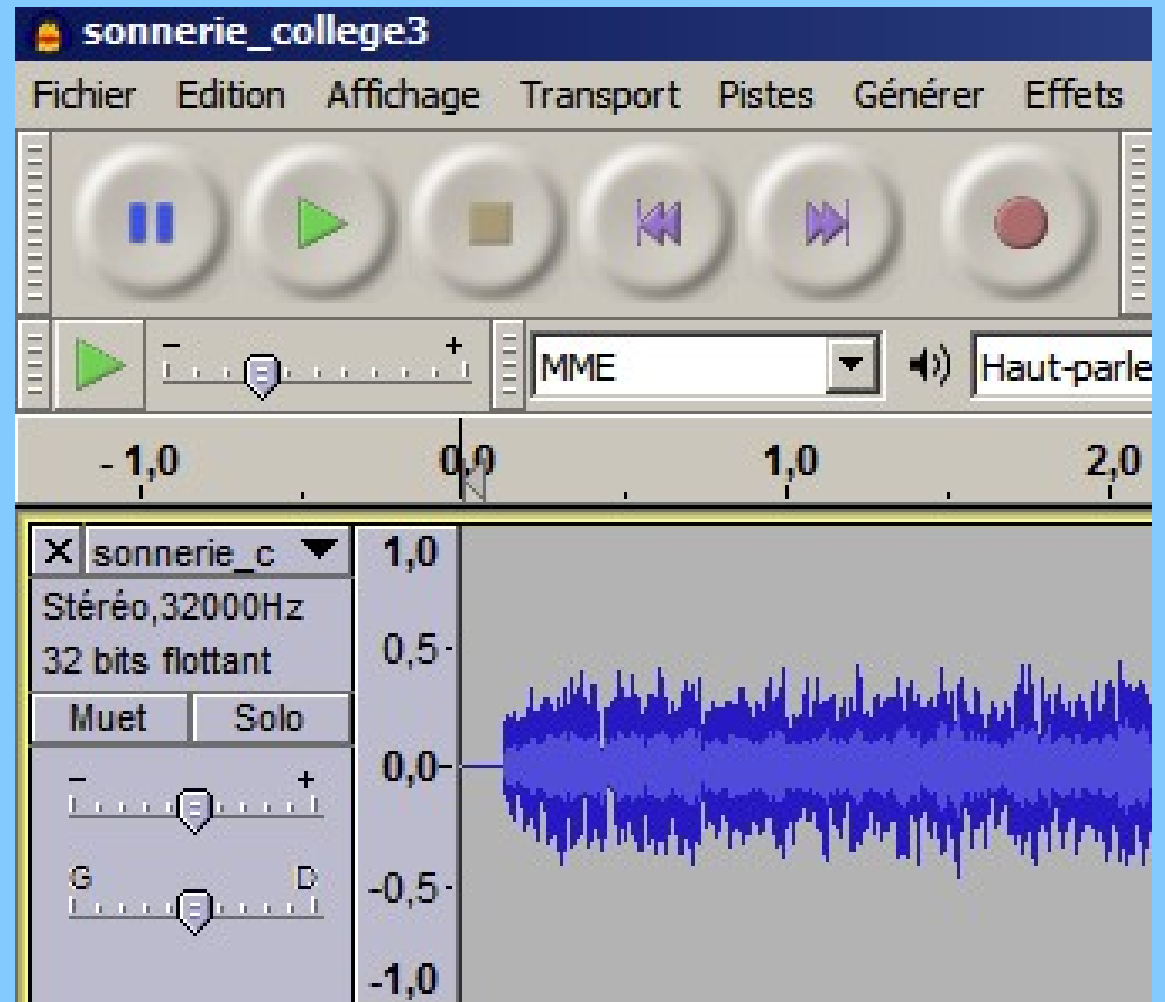 sonnerie_college3
Fichier Edition Affichage Transport Pistes Générer Effets
- + MME Haut-parle
- 1,0 0,0 1,0 2,0
X sonnerie_c 1,0
Stéréo,32000Hz
32 bits flottant 0,5
Muet Solo
- + 0,0
G D -0,5
-1,0